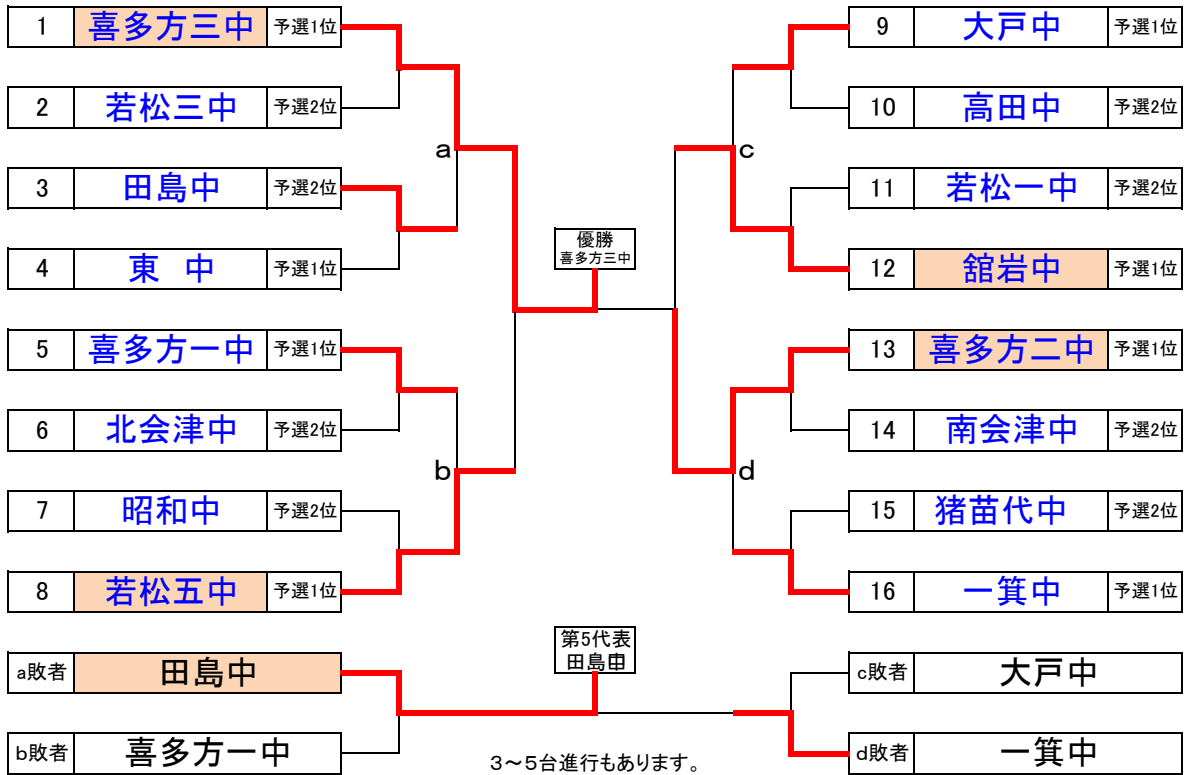 1 喜多方三中 予選1位
2 若松三中 予選2位
a
3 田島中 予選2位
4 東 中 予選1位
5 喜多方一中 予選1位
6 北会津中 予選2位
b
7 昭和中 予選2位
8 若松五中 予選1位
優勝
喜多方三中
9 大戸中 予選1位
10 高田中 予選2位
c
11 若松一中 予選2位
12 舘岩中 予選1位
13 喜多方二中 予選1位
14 南会津中 予選2位
d
15 猪苗代中 予選2位
16 一箕中 予選1位
a敗者 田島中
b敗者 喜多方一中
第5代表
田島中
c敗者 大戸中
d敗者 一箕中
3～5台進行もあります。